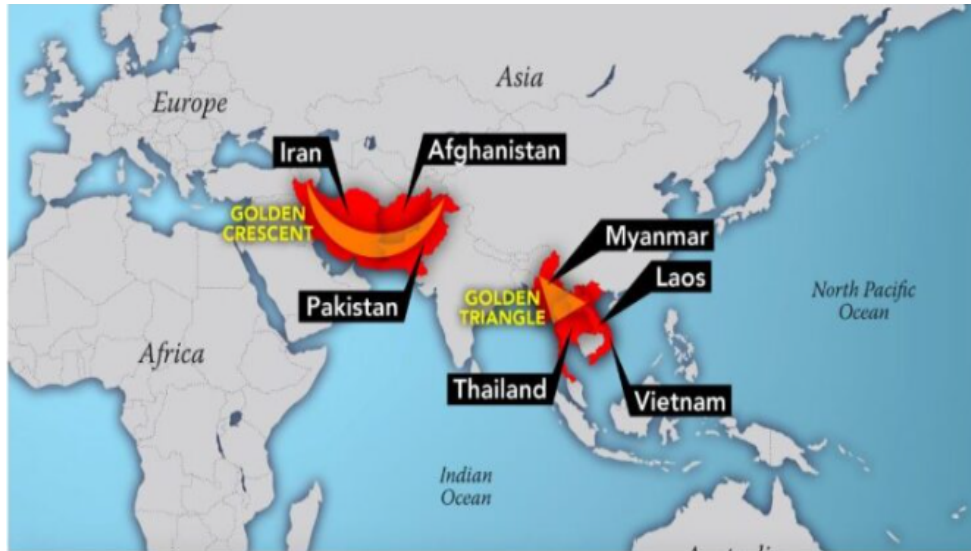 Asia
Europe
Iran
Afghanistan
GOLDEN
CRESCENT
Myanmar
Laos
Pakistan
GOLDEN
TRIANGLE
North Pacific
Ocean
Africa
Thailand
Vietnam
Indian
Ocean